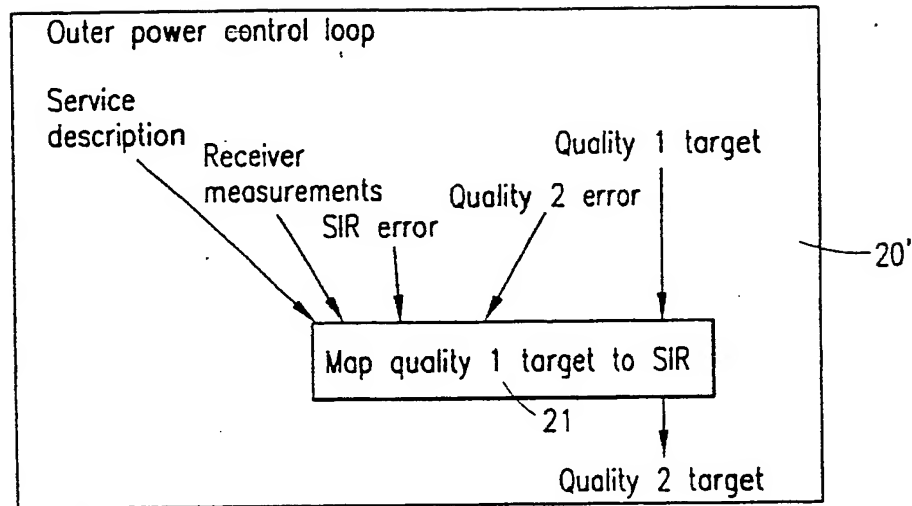 Outer power control loop
Service
description
Receiver
measurements
SIR error
Quality 2 error
Quality 1 target
20'
Map quality 1 target to SIR
21
Quality 2 target